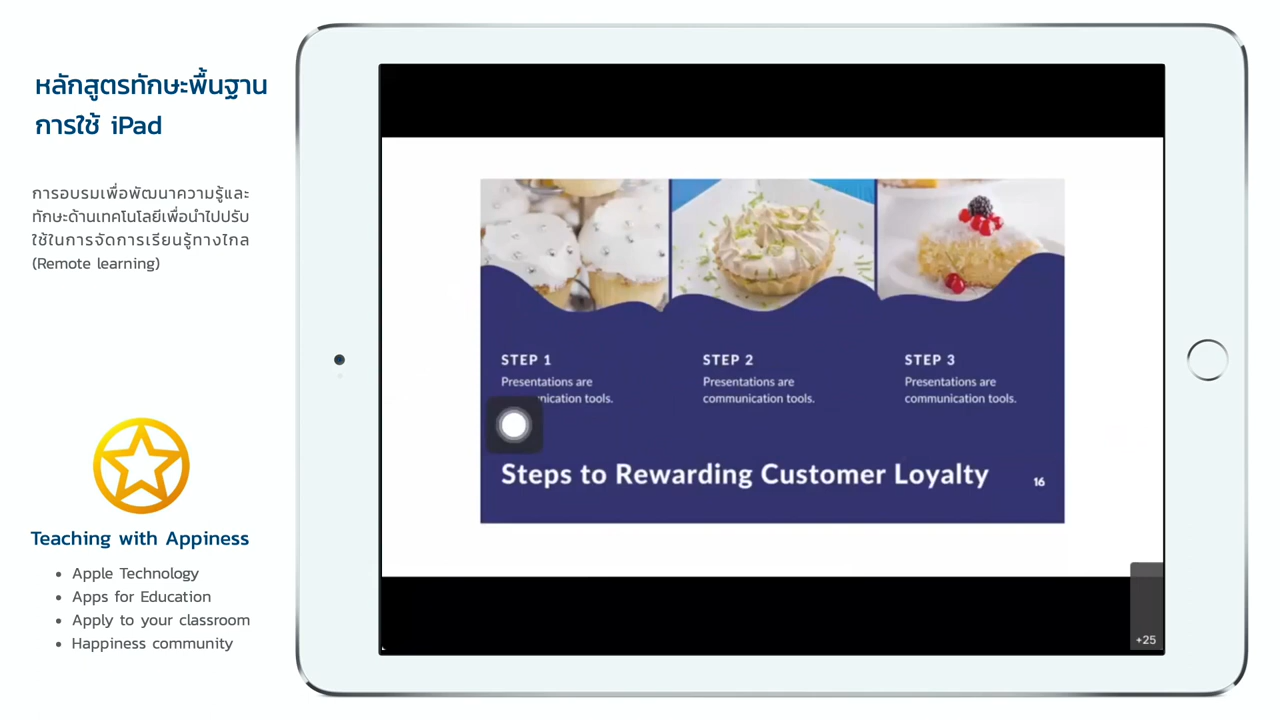 หลักสูตรทักษะพื้นฐาน
การใช้ iPad
การอบรมเพื่อพัฒนาความรู้และ
ทักษะด้านเทคโนโลยีเพื่อนำไปปรับ
ใช้ในการจัดการเรียนรู้ทางไกล
(Remote learning)
Teaching with Appiness
• Apple Technology
• Apps for Education
• Apply to your classroom
• Happiness community
STEP 1
Presentations are
nication tools.
STEP 2
Presentations are
communication tools.
STEP 3
Presentations are
communication tools.
Steps to Rewarding Customer Loyalty
16
+25